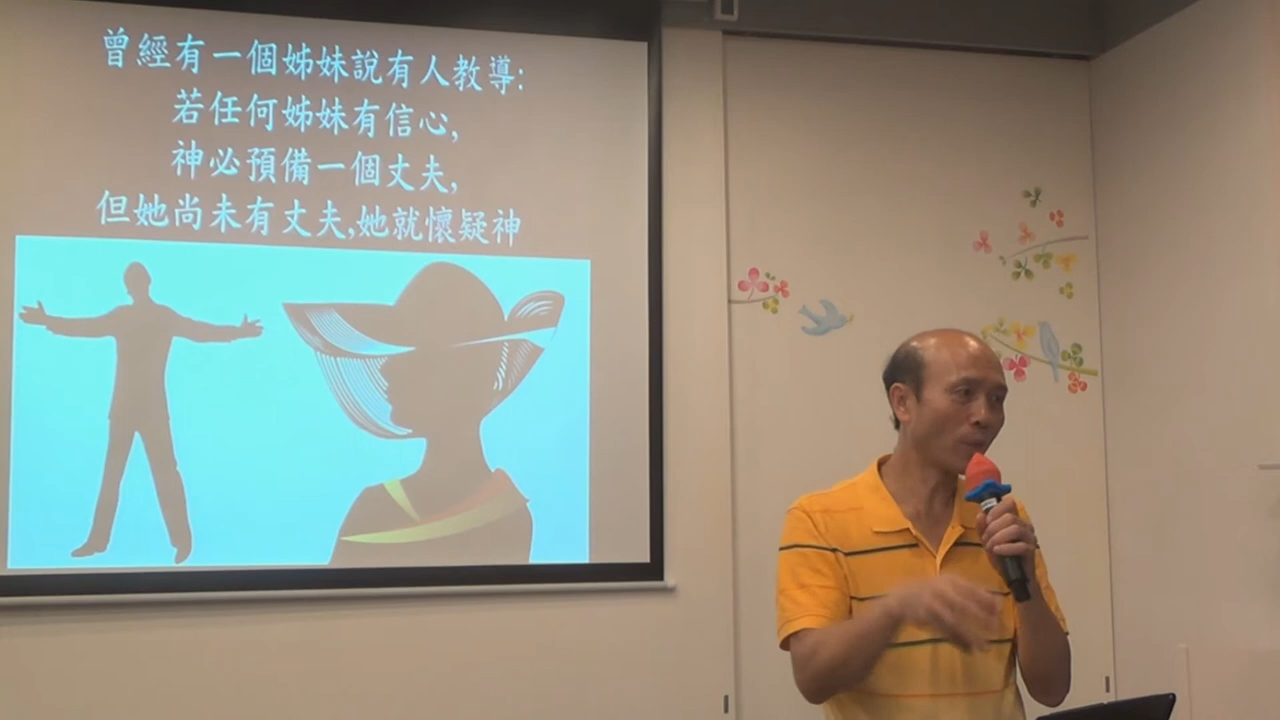 曾經有一個姊妹說有人教導:
若任何姊妹有信心,
神必預備一個丈夫,
但她尚未有丈夫,她就懷疑神